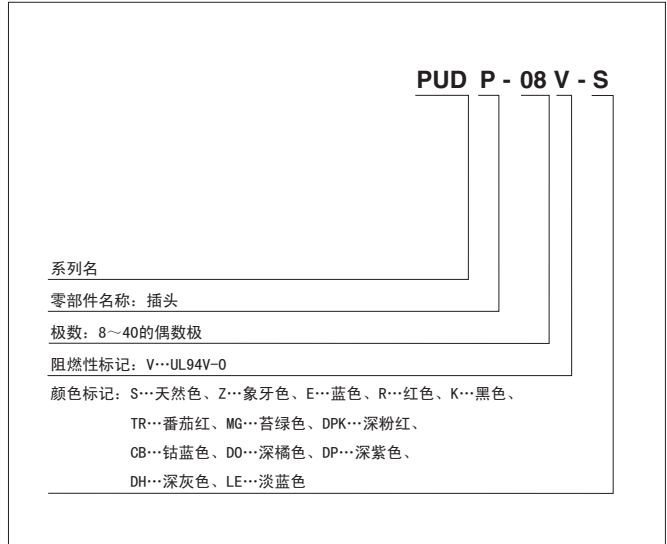 PUD P - 08 V - S
系列名
零部件名称：插头
极数：8～40的偶数极
阻燃性标记：V…UL94V-0
颜色标记：S…天然色、Z…象牙色、E…蓝色、R…红色、K…黑色、
TR…番茄红、MG…苔绿色、DPK…深粉红、
CB…钴蓝色、DO…深橘色、DP…深紫色、
DH…深灰色、LE…淡蓝色